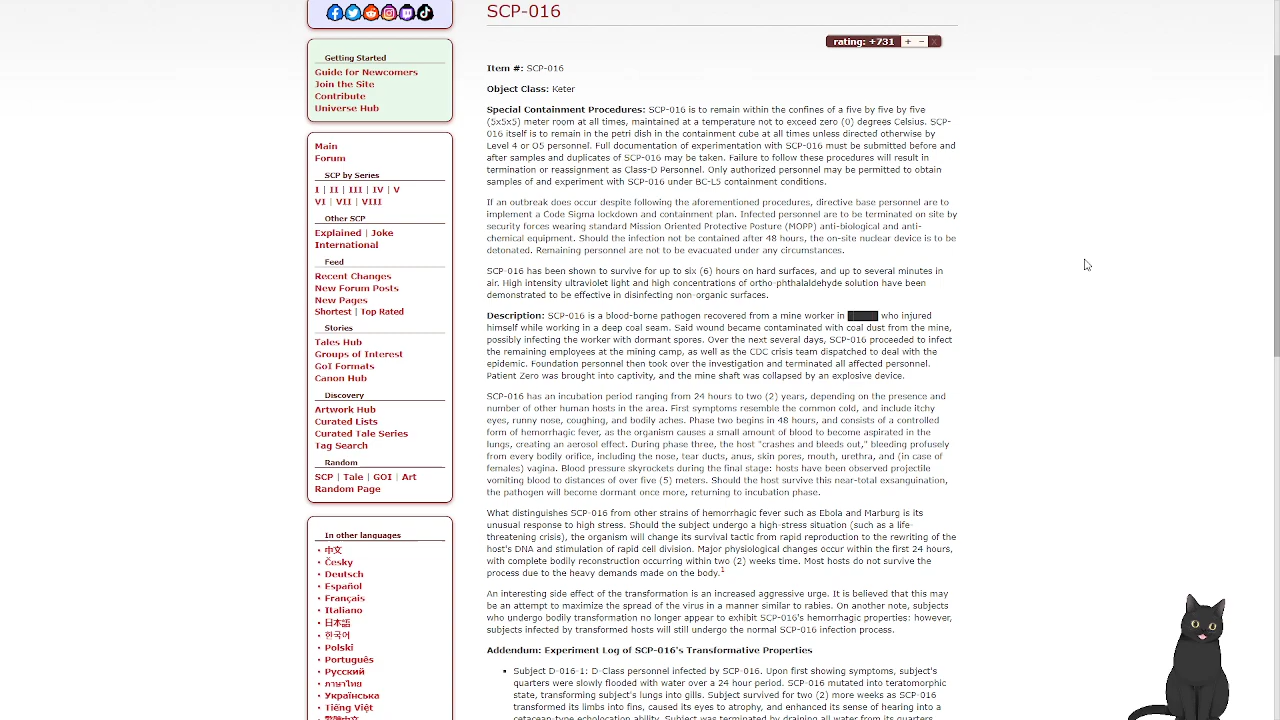 SCP-016
rating: +731 + − X
Getting Started
Guide for Newcomers
Join the Site
Contribute
Universe Hub
Main
Forum
SCP by Series
I | II | III | IV | V
VI | VII | VIII
Other SCP
Explained | Joke
International
Feed
Recent Changes
New Forum Posts
New Pages
Shortest | Top Rated
Stories
Tales Hub
Groups of Interest
GoI Formats
Canon Hub
Discovery
Artwork Hub
Curated Lists
Curated Tale Series
Tag Search
Random
SCP | Tale | GOI | Art
Random Page
In other languages
中文
Česky
Deutsch
Español
Français
Italiano
日本語
한국어
Polski
Português
Русский
ภาษาไทย
Українська
Tiếng Việt
繁體中文
Item #: SCP-016
Object Class: Keter
Special Containment Procedures: SCP-016 is to remain within the confines of a five by five by five
(5x5x5) meter room at all times, maintained at a temperature not to exceed zero (0) degrees Celsius. SCP-
016 itself is to remain in the petri dish in the containment cube at all times unless directed otherwise by
Level 4 or O5 personnel. Full documentation of experimentation with SCP-016 must be submitted before and
after samples and duplicates of SCP-016 may be taken. Failure to follow these procedures will result in
termination or reassignment as Class-D Personnel. Only authorized personnel may be permitted to obtain
samples of and experiment with SCP-016 under BC-L5 containment conditions.
If an outbreak does occur despite following the aforementioned procedures, directive base personnel are to
implement a Code Sigma lockdown and containment plan. Infected personnel are to be terminated on site by
security forces wearing standard Mission Oriented Protective Posture (MOPP) anti-biological and anti-
chemical equipment. Should the infection not be contained after 48 hours, the on-site nuclear device is to be
detonated. Remaining personnel are not to be evacuated under any circumstances.
SCP-016 has been shown to survive for up to six (6) hours on hard surfaces, and up to several minutes in
air. High intensity ultraviolet light and high concentrations of ortho-phthalaldehyde solution have been
demonstrated to be effective in disinfecting non-organic surfaces.
Description: SCP-016 is a blood-borne pathogen recovered from a mine worker in who injured
himself while working in a deep coal seam. Said wound became contaminated with coal dust from the mine,
possibly infecting the worker with dormant spores. Over the next several days, SCP-016 proceeded to infect
the remaining employees at the mining camp, as well as the CDC crisis team dispatched to deal with the
epidemic. Foundation personnel then took over the investigation and terminated all affected personnel.
Patient Zero was brought into captivity, and the mine shaft was collapsed by an explosive device.
SCP-016 has an incubation period ranging from 24 hours to two (2) years, depending on the presence and
number of other human hosts in the area. First symptoms resemble the common cold, and include itchy
eyes, runny nose, coughing, and bodily aches. Phase two begins in 48 hours, and consists of a controlled
form of hemorrhagic fever, as the organism causes a small amount of blood to become aspirated in the
lungs, creating an aerosol effect. During phase three, the host "crashes and bleeds out," bleeding profusely
from every bodily orifice, including the nose, tear ducts, anus, skin pores, mouth, urethra, and (in case of
females) vagina. Blood pressure skyrockets during the final stage: hosts have been observed projectile
vomiting blood to distances of over five (5) meters. Should the host survive this near-total exsanguination,
the pathogen will become dormant once more, returning to incubation phase.
What distinguishes SCP-016 from other strains of hemorrhagic fever such as Ebola and Marburg is its
unusual response to high stress. Should the subject undergo a high-stress situation (such as a life-
threatening crisis), the organism will change its survival tactic from rapid reproduction to the rewriting of the
host's DNA and stimulation of rapid cell division. Major physiological changes occur within the first 24 hours,
with complete bodily reconstruction occurring within two (2) weeks time. Most hosts do not survive the
process due to the heavy demands made on the body.1
An interesting side effect of the transformation is an increased aggressive urge. It is believed that this may
be an attempt to maximize the spread of the virus in a manner similar to rabies. On another note, subjects
who undergo bodily transformation no longer appear to exhibit SCP-016's hemorrhagic properties: however,
subjects infected by transformed hosts will still undergo the normal SCP-016 infection process.
Addendum: Experiment Log of SCP-016's Transformative Properties
Subject D-016-1: D-Class personnel infected by SCP-016. Upon first showing symptoms, subject's
quarters were slowly flooded with water over a 24 hour period. SCP-016 mutated into teratomorphic
state, transforming subject's lungs into gills. Subject survived for two (2) more weeks as SCP-016
transformed its limbs into fins, caused its eyes to atrophy, and enhanced its sense of hearing into a
cetacean-type echolocation ability. Subject was terminated by draining all water from its quarters